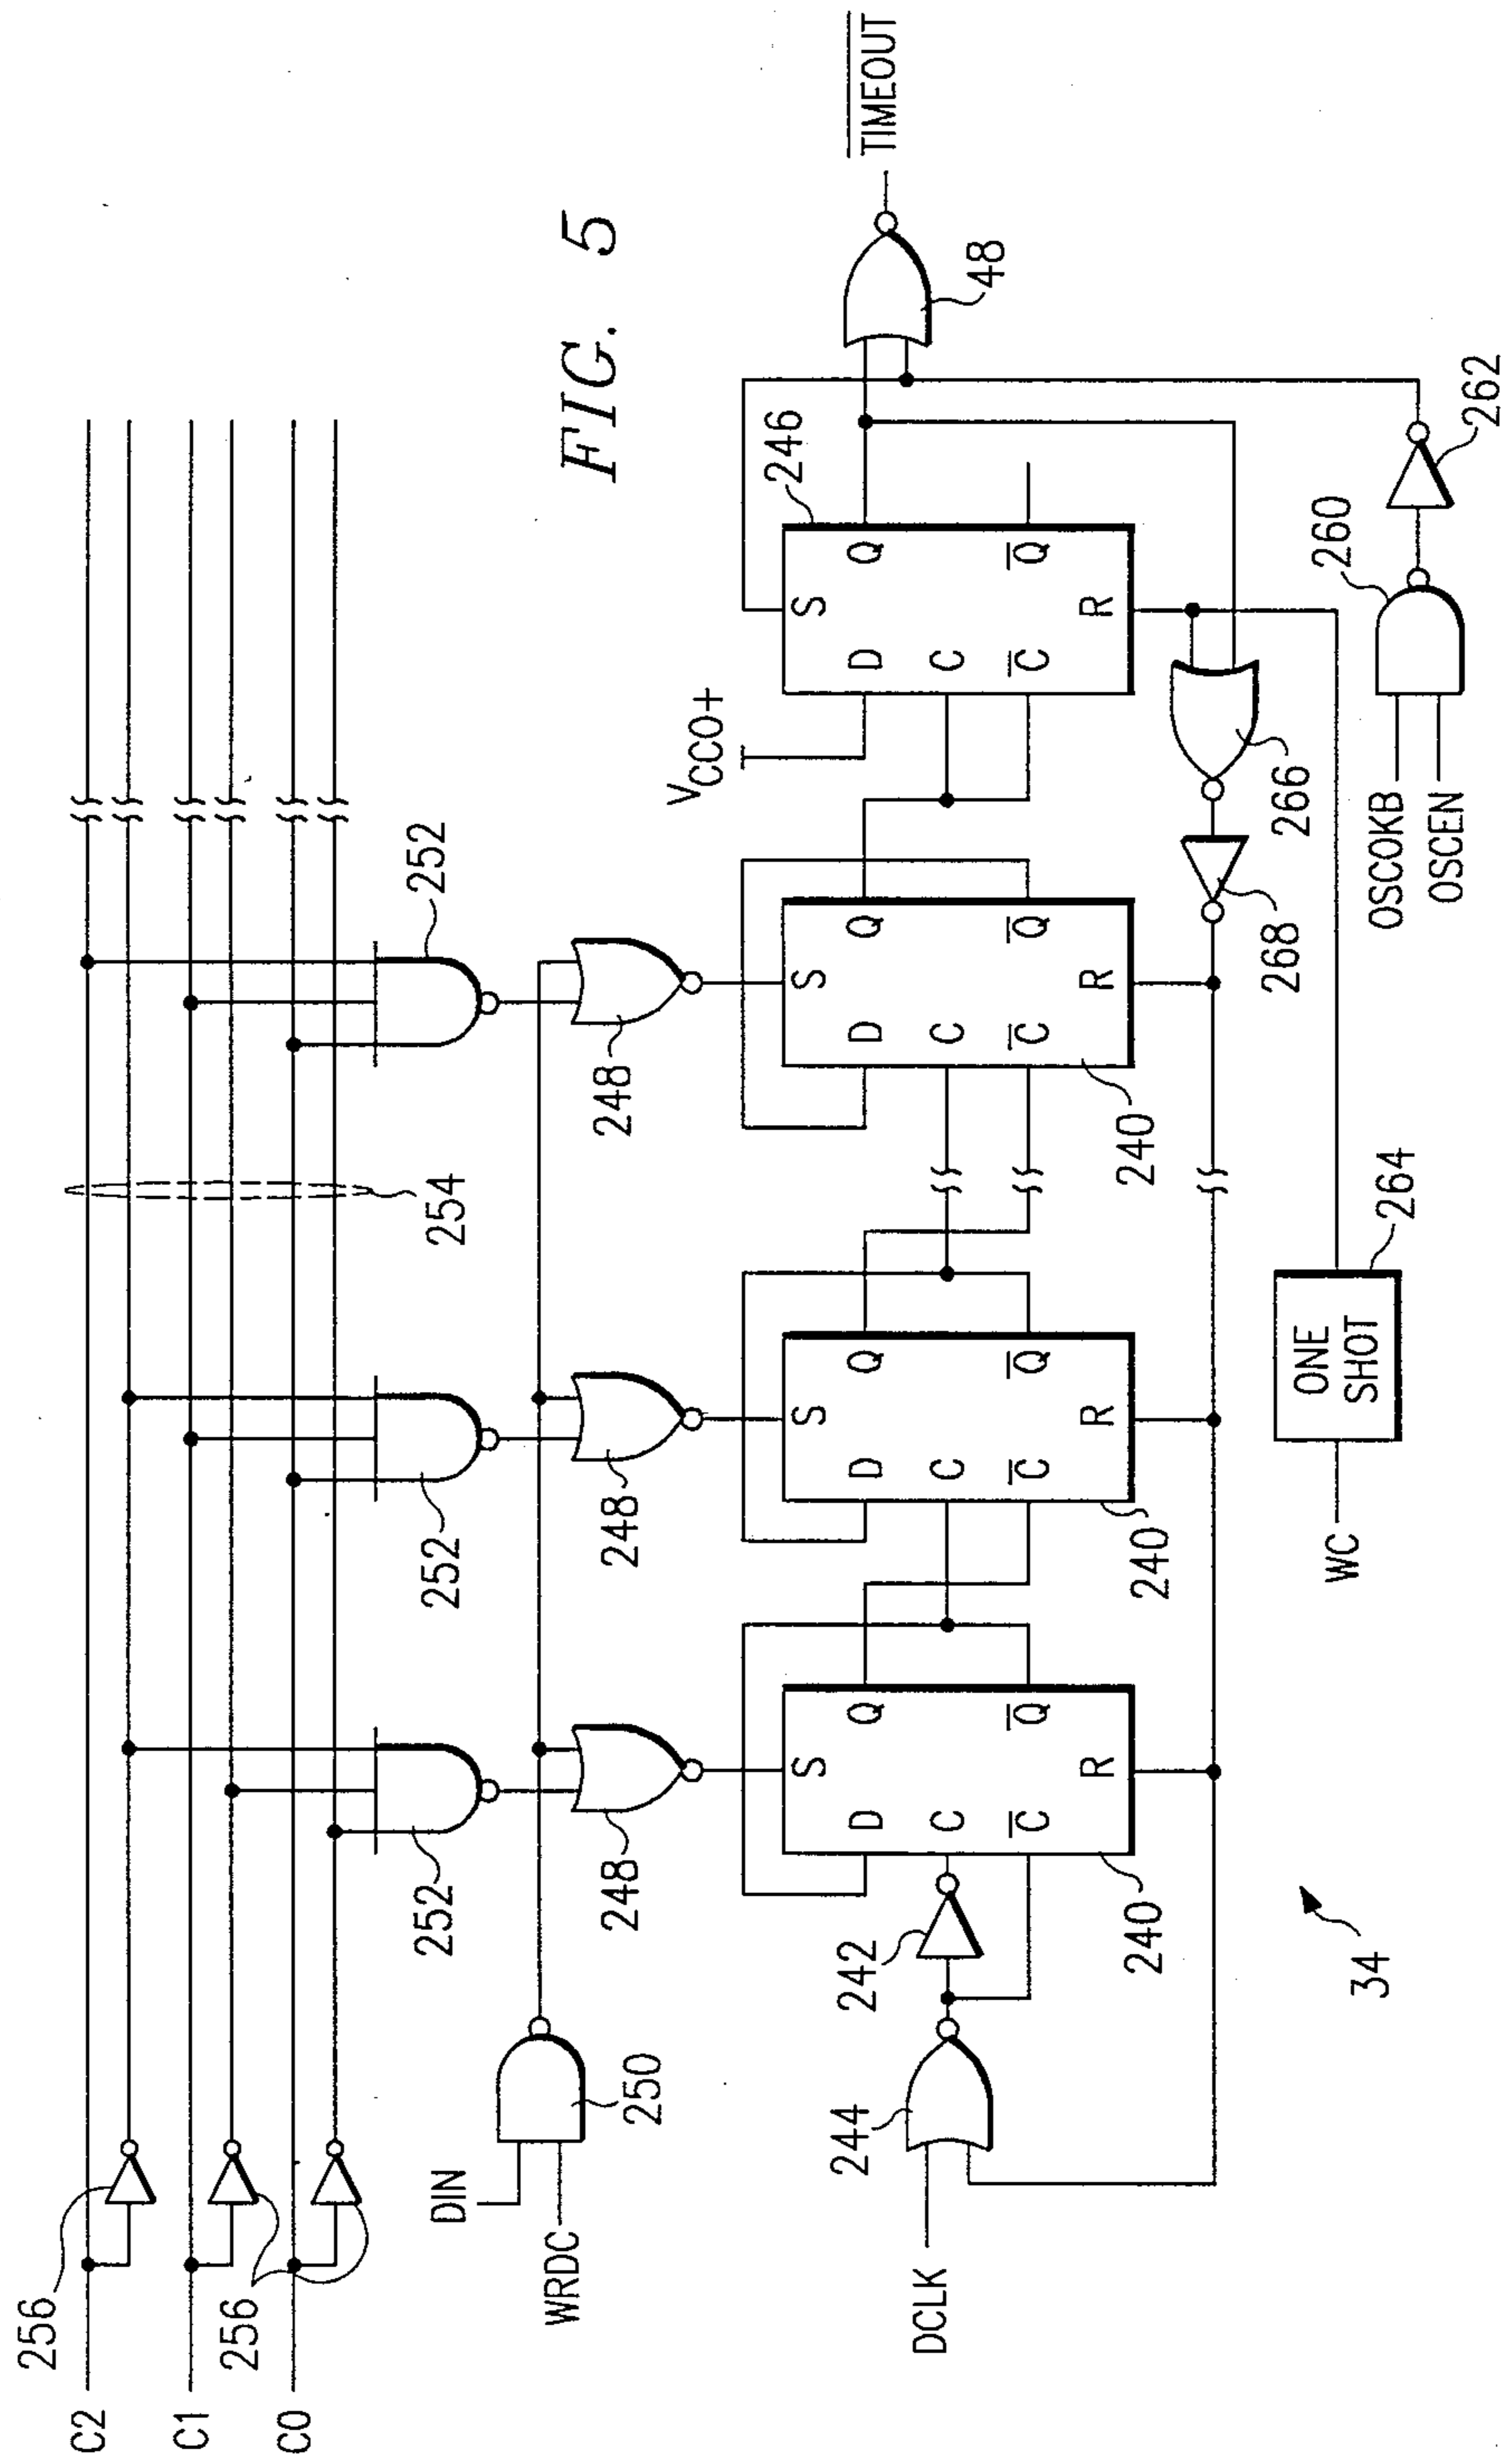 FIG. 5
C2
C1
C0
256
256
254
252
252
252
DIN
WRDC
250
248
248
248
DCLK
244
242
D
C
C̅
S
R
Q
Q̅
240
D
C
C̅
S
R
Q
Q̅
240
D
C
C̅
S
R
Q
Q̅
240
VCCO+
D
C
C̅
S
R
Q
Q̅
246
48
T̅I̅M̅E̅O̅U̅T̅
266
268
OSCOKB
OSCEN
260
262
WC
ONE
SHOT
264
34